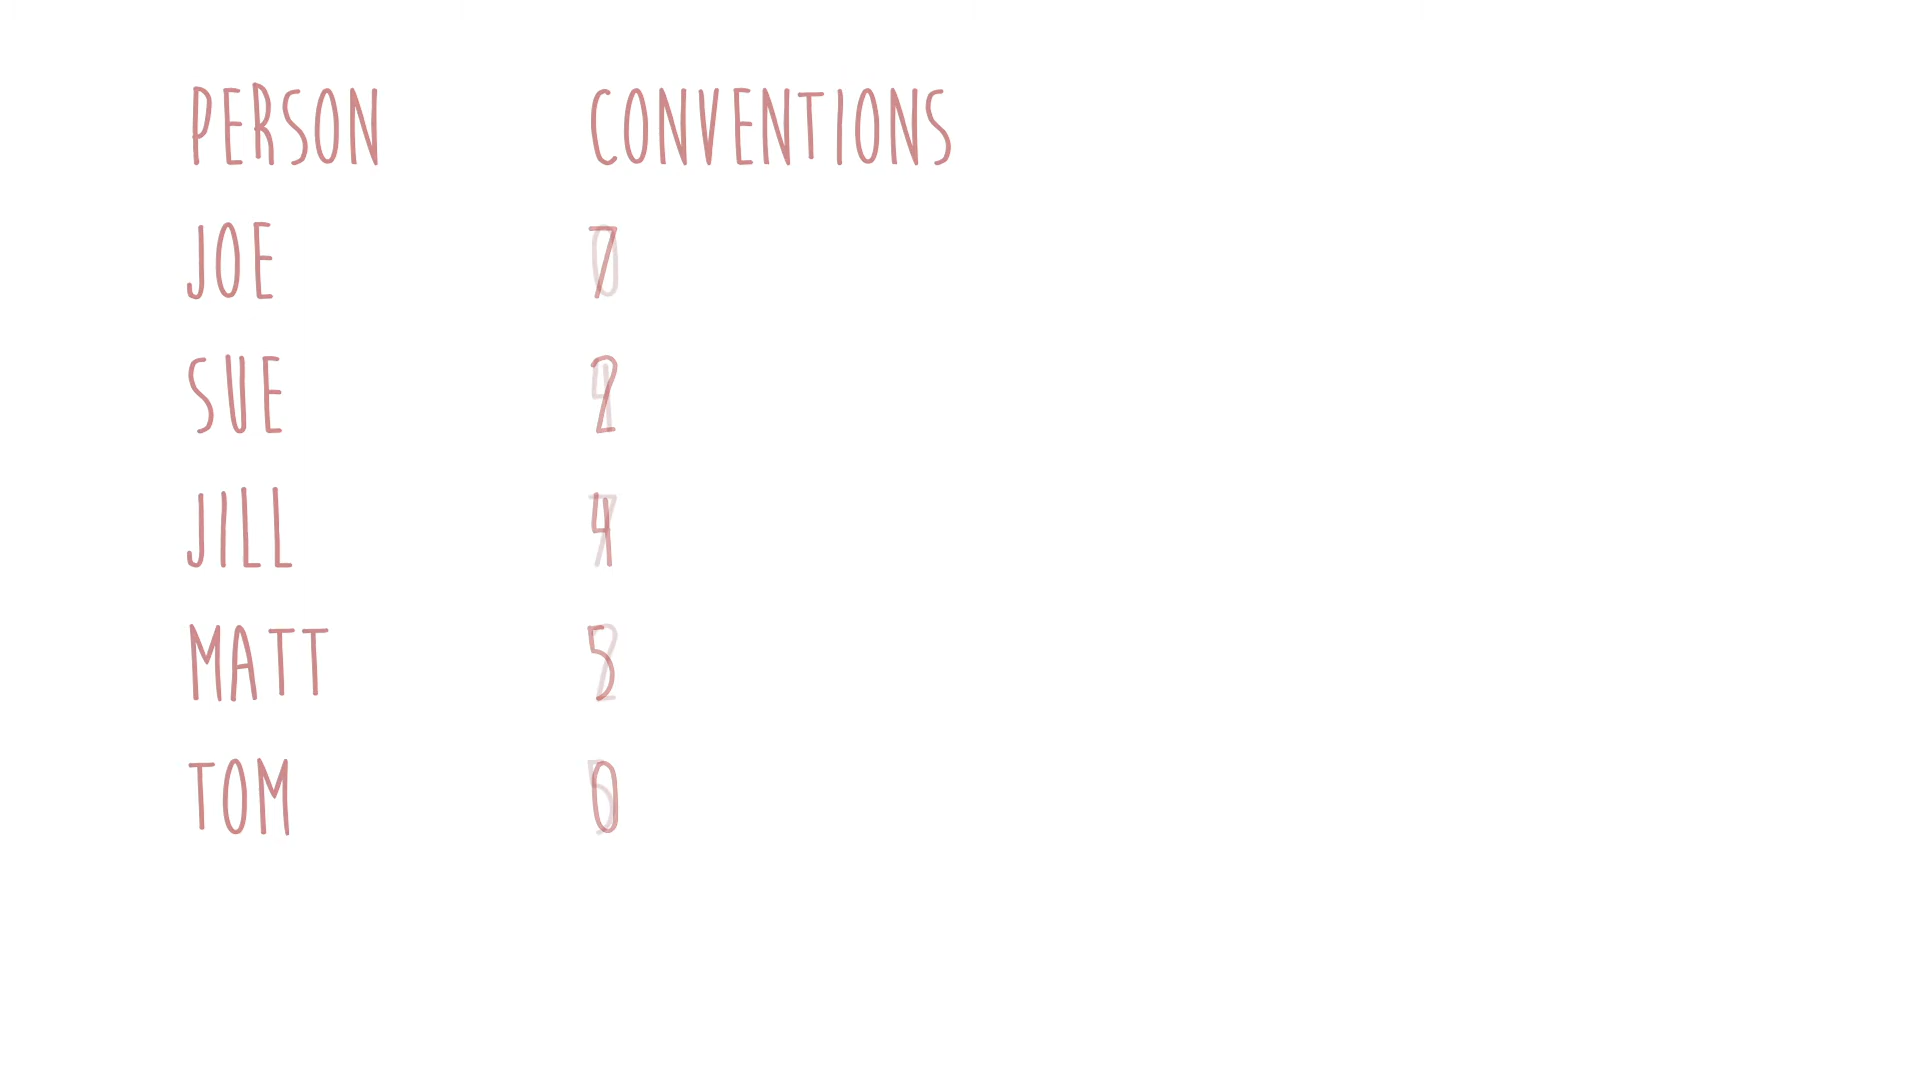 PERSON CONVENTIONS
JOE 7
SUE 2
JILL 4
MATT 5
TOM 0